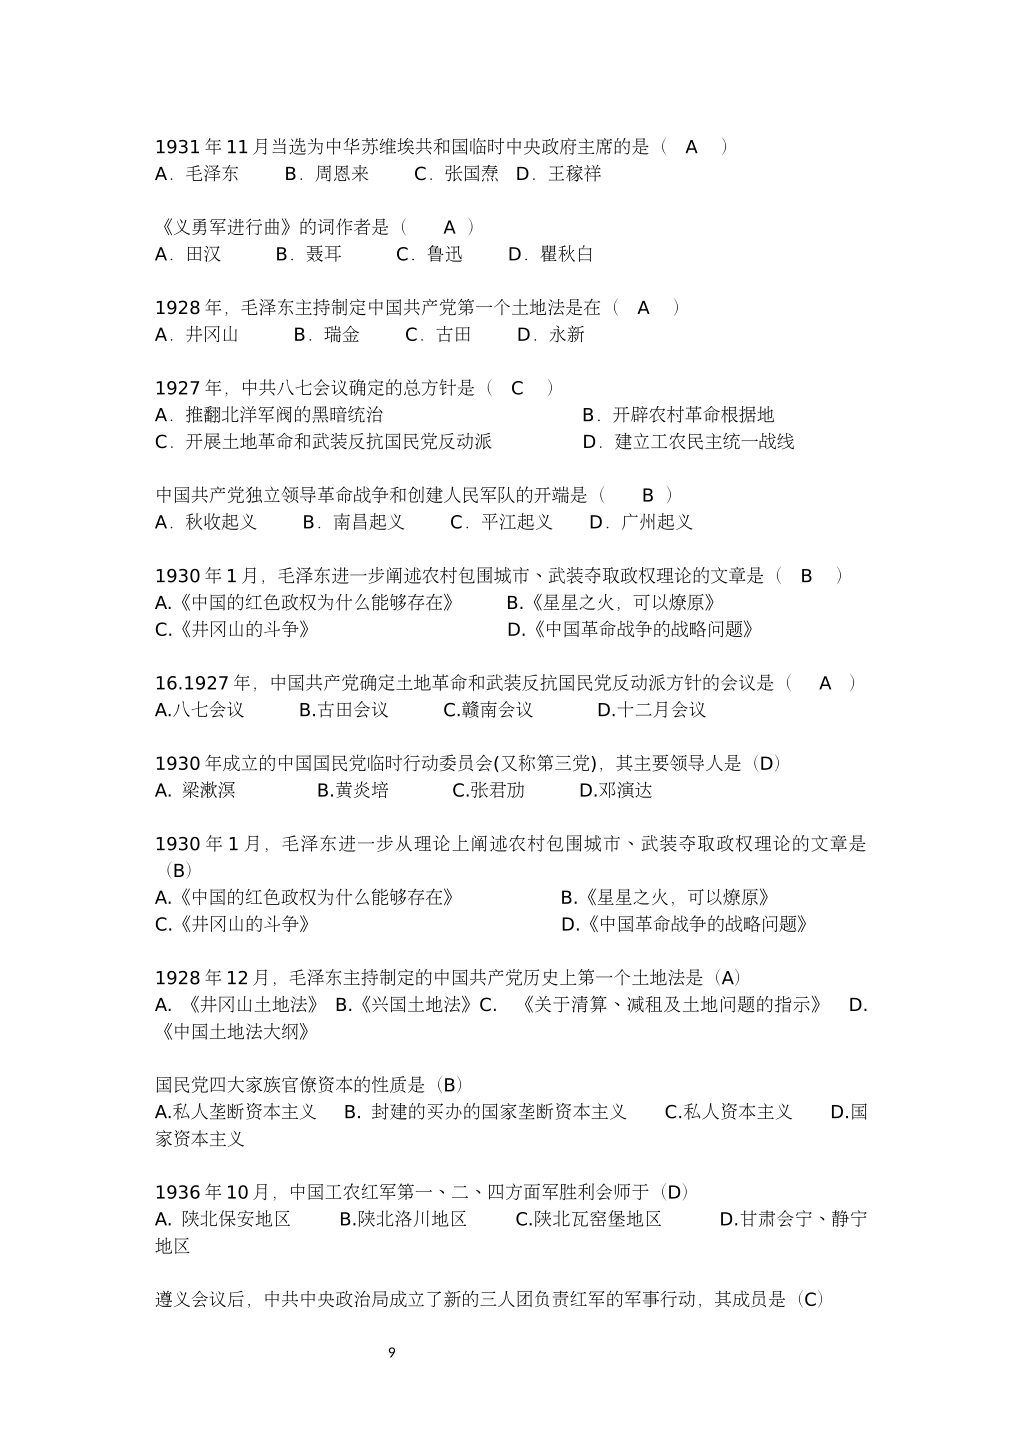 1931 年 11 月当选为中华苏维埃共和国临时中央政府主席的是（ A ）
A．毛泽东 B．周恩来 C．张国焘 D．王稼祥
《义勇军进行曲》的词作者是（ A ）
A．田汉 B．聂耳 C．鲁迅 D．瞿秋白
1928 年，毛泽东主持制定中国共产党第一个土地法是在（ A ）
A．井冈山 B．瑞金 C．古田 D．永新
1927 年，中共八七会议确定的总方针是（ C ）
A．推翻北洋军阀的黑暗统治 B．开辟农村革命根据地
C．开展土地革命和武装反抗国民党反动派 D．建立工农民主统一战线
中国共产党独立领导革命战争和创建人民军队的开端是（ B ）
A．秋收起义 B．南昌起义 C．平江起义 D．广州起义
1930 年 1 月，毛泽东进一步阐述农村包围城市、武装夺取政权理论的文章是（ B ）
A.《中国的红色政权为什么能够存在》 B.《星星之火，可以燎原》
C.《井冈山的斗争》 D.《中国革命战争的战略问题》
16.1927 年，中国共产党确定土地革命和武装反抗国民党反动派方针的会议是（ A ）
A.八七会议 B.古田会议 C.赣南会议 D.十二月会议
1930 年成立的中国国民党临时行动委员会(又称第三党)，其主要领导人是（D）
A. 梁漱溟 B.黄炎培 C.张君劢 D.邓演达
1930 年 1 月，毛泽东进一步从理论上阐述农村包围城市、武装夺取政权理论的文章是
（B）
A.《中国的红色政权为什么能够存在》 B.《星星之火，可以燎原》
C.《井冈山的斗争》 D.《中国革命战争的战略问题》
1928 年 12 月，毛泽东主持制定的中国共产党历史上第一个土地法是（A）
A. 《井冈山土地法》 B.《兴国土地法》C. 《关于清算、减租及土地问题的指示》 D.
《中国土地法大纲》
国民党四大家族官僚资本的性质是（B）
A.私人垄断资本主义 B. 封建的买办的国家垄断资本主义 C.私人资本主义 D.国
家资本主义
1936 年 10 月，中国工农红军第一、二、四方面军胜利会师于（D）
A. 陕北保安地区 B.陕北洛川地区 C.陕北瓦窑堡地区 D.甘肃会宁、静宁
地区
遵义会议后，中共中央政治局成立了新的三人团负责红军的军事行动，其成员是（C）
9